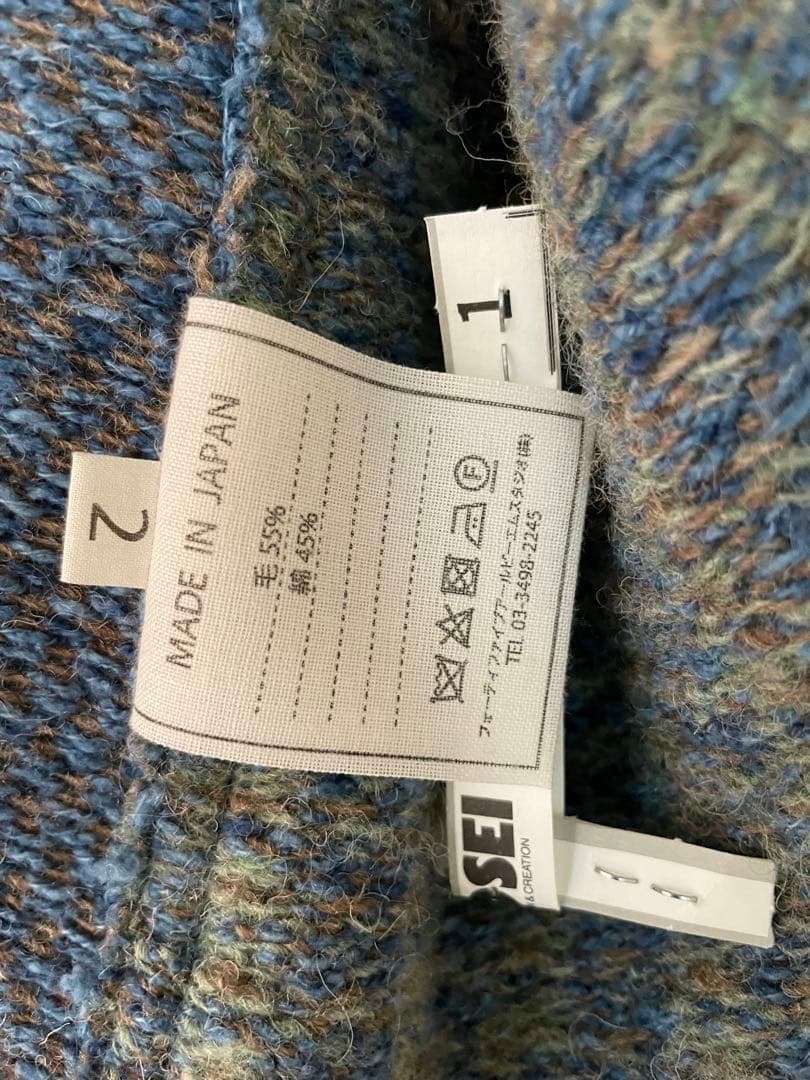 MADE IN JAPAN
毛 55%
綿 45%
フォーティファイブアールピーエムスタジオ(株)
TEL 03-3498-2245
2
1
SEI
& CREATION